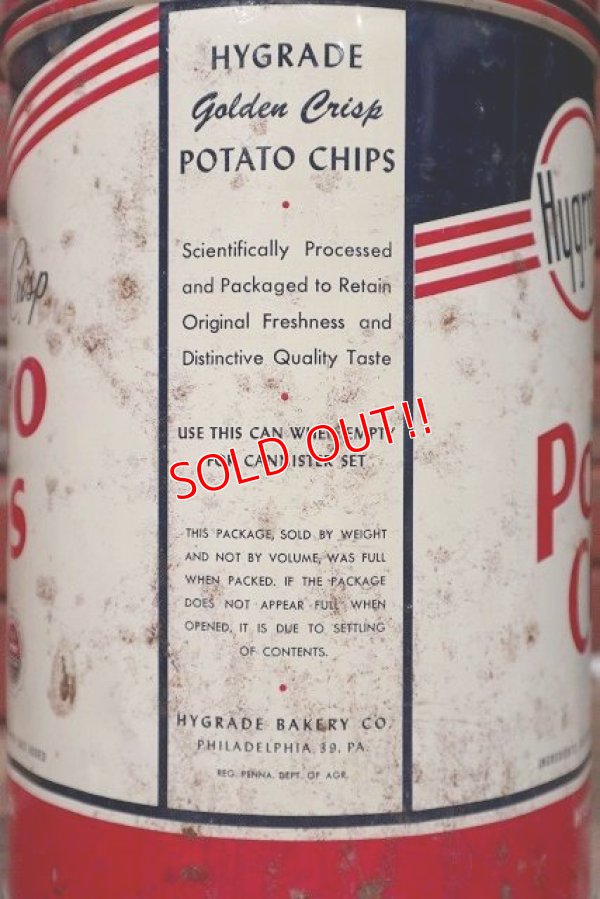 HYGRADE
Golden Crisp
POTATO CHIPS
Scientifically Processed
and Packaged to Retain
Original Freshness and
Distinctive Quality Taste
USE THIS CAN WHEN EMPTY
FOR CANNISTER SET
SOLD OUT!!
THIS PACKAGE, SOLD BY WEIGHT
AND NOT BY VOLUME, WAS FULL
WHEN PACKED. IF THE PACKAGE
DOES NOT APPEAR FULL WHEN
OPENED, IT IS DUE TO SETTLING
OF CONTENTS.
HYGRADE BAKERY CO.
PHILADELPHIA 39, PA.
REG. PENNA. DEPT. OF AGR.
Crisp